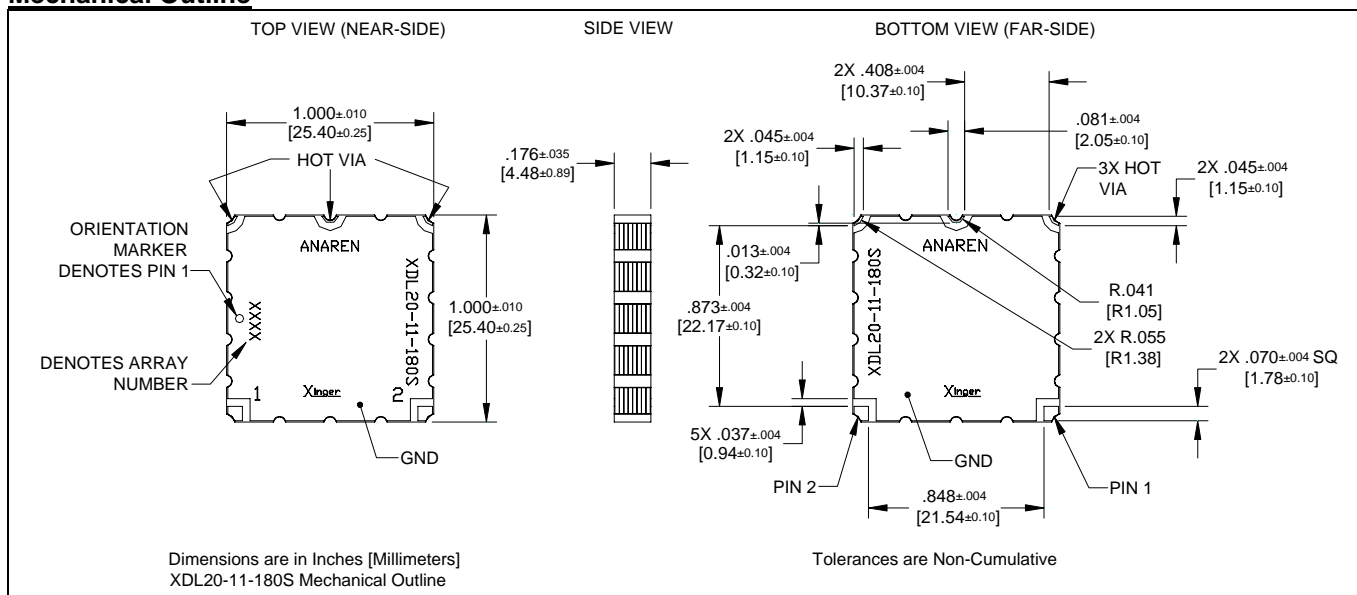 Mechanical Outline
TOP VIEW (NEAR-SIDE)
SIDE VIEW
BOTTOM VIEW (FAR-SIDE)
1.000±.010
[25.40±0.25]
HOT VIA
ORIENTATION
MARKER
DENOTES PIN 1
DENOTES ARRAY
NUMBER
ANAREN
XDL20-11-180S
XXXX
1
Xinger
2
GND
1.000±.010
[25.40±0.25]
.176±.035
[4.48±0.89]
2X .408±.004
[10.37±0.10]
2X .045±.004
[1.15±0.10]
.081±.004
[2.05±0.10]
3X HOT
VIA
2X .045±.004
[1.15±0.10]
.013±.004
[0.32±0.10]
.873±.004
[22.17±0.10]
ANAREN
XDL20-11-180S
R.041
[R1.05]
2X R.055
[R1.38]
2X .070±.004 SQ
[1.78±0.10]
Xinger
5X .037±.004
[0.94±0.10]
GND
PIN 2
PIN 1
.848±.004
[21.54±0.10]
Dimensions are in Inches [Millimeters]
XDL20-11-180S Mechanical Outline
Tolerances are Non-Cumulative